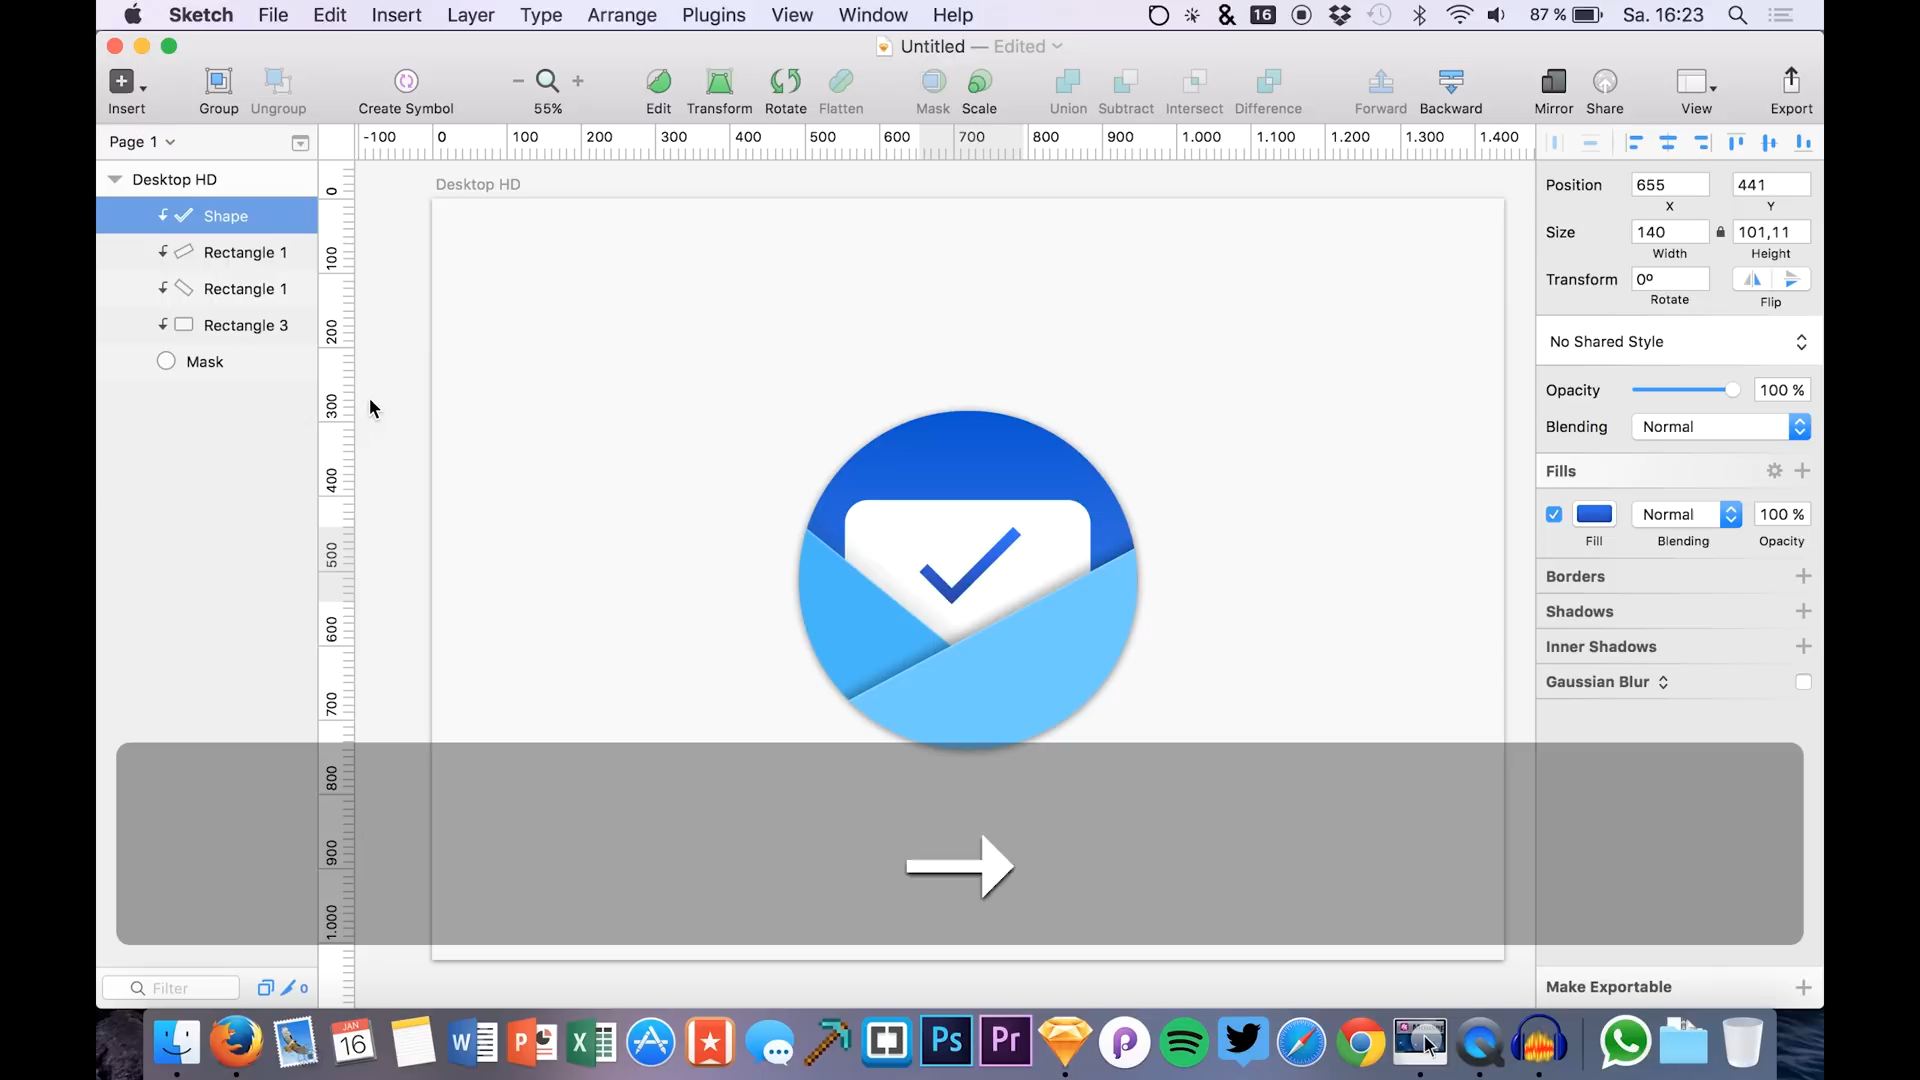 Sketch File Edit Insert Layer Type Arrange Plugins View Window Help 16 87 % Sa. 16:23
Untitled — Edited
Insert Group Ungroup Create Symbol 55% Edit Transform Rotate Flatten Mask Scale Union Subtract Intersect Difference Forward Backward Mirror Share View Export
Page 1
-100 0 100 200 300 400 500 600 700 800 900 1.000 1.100 1.200 1.300 1.400
Desktop HD
Shape
Rectangle 1
Rectangle 1
Rectangle 3
Mask
0
100
200
300
400
500
600
700
800
900
1.000
Desktop HD
Position 655 441
X Y
Size 140 101,11
Width Height
Transform 0º
Rotate Flip
No Shared Style
Opacity 100 %
Blending Normal
Fills
Normal 100 %
Fill Blending Opacity
Borders
Shadows
Inner Shadows
Gaussian Blur
Make Exportable
Filter 0
JAN
16
W P X Ps Pr